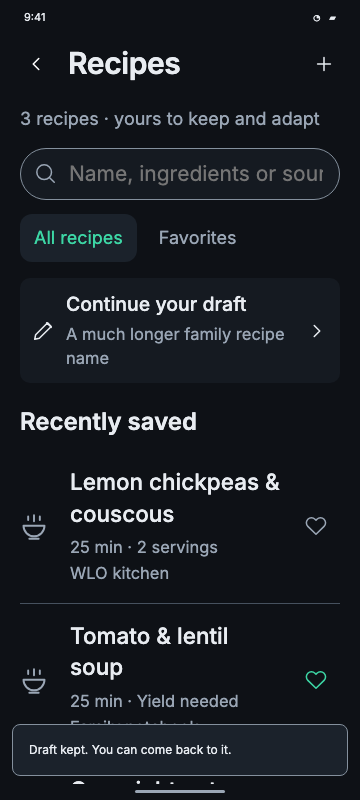 9:41
Recipes
3 recipes · yours to keep and adapt
Name, ingredients or sour
All recipes
Favorites
Continue your draft
A much longer family recipe
name
Recently saved
Lemon chickpeas &
couscous
25 min · 2 servings
WLO kitchen
Tomato & lentil
soup
25 min · Yield needed
Draft kept. You can come back to it.